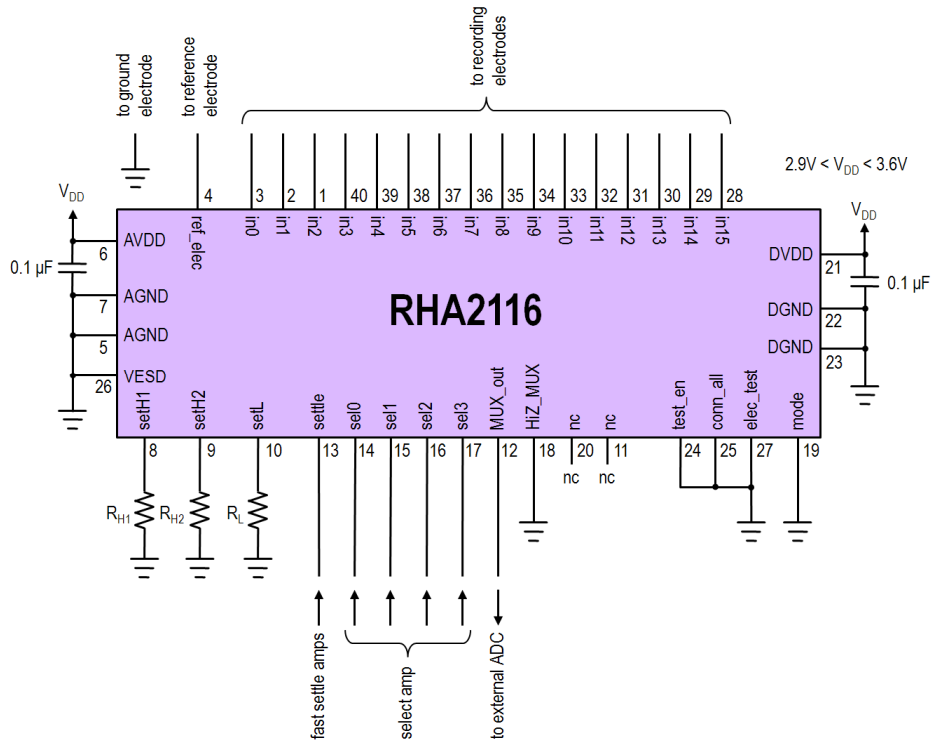 to ground
electrode
to reference
electrode
to recording
electrodes
2.9V < VDD < 3.6V
4 3 2 1 40 39 38 37 36 35 34 33 32 31 30 29 28
ref_elec in0 in1 in2 in3 in4 in5 in6 in7 in8 in9 in10 in11 in12 in13 in14 in15
VDD
6 AVDD
0.1 µF
7 AGND
5 AGND
26 VESD
RHA2116
VDD
DVDD 21
0.1 µF
DGND 22
DGND 23
setH1 setH2 setL settle sel0 sel1 sel2 sel3 MUX_out HiZ_MUX nc nc test_en conn_all elec_test mode
8 9 10 13 14 15 16 17 12 18 20 11 24 25 27 19
nc nc
RH1 RH2 RL
fast settle amps
select amp
to external ADC